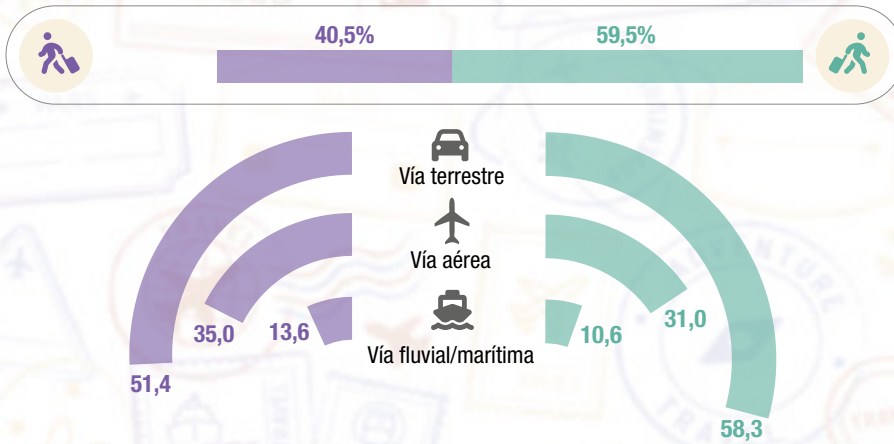 40,5%
59,5%
Vía terrestre
Vía aérea
35,0
13,6
10,6
31,0
Vía fluvial/marítima
51,4
58,3